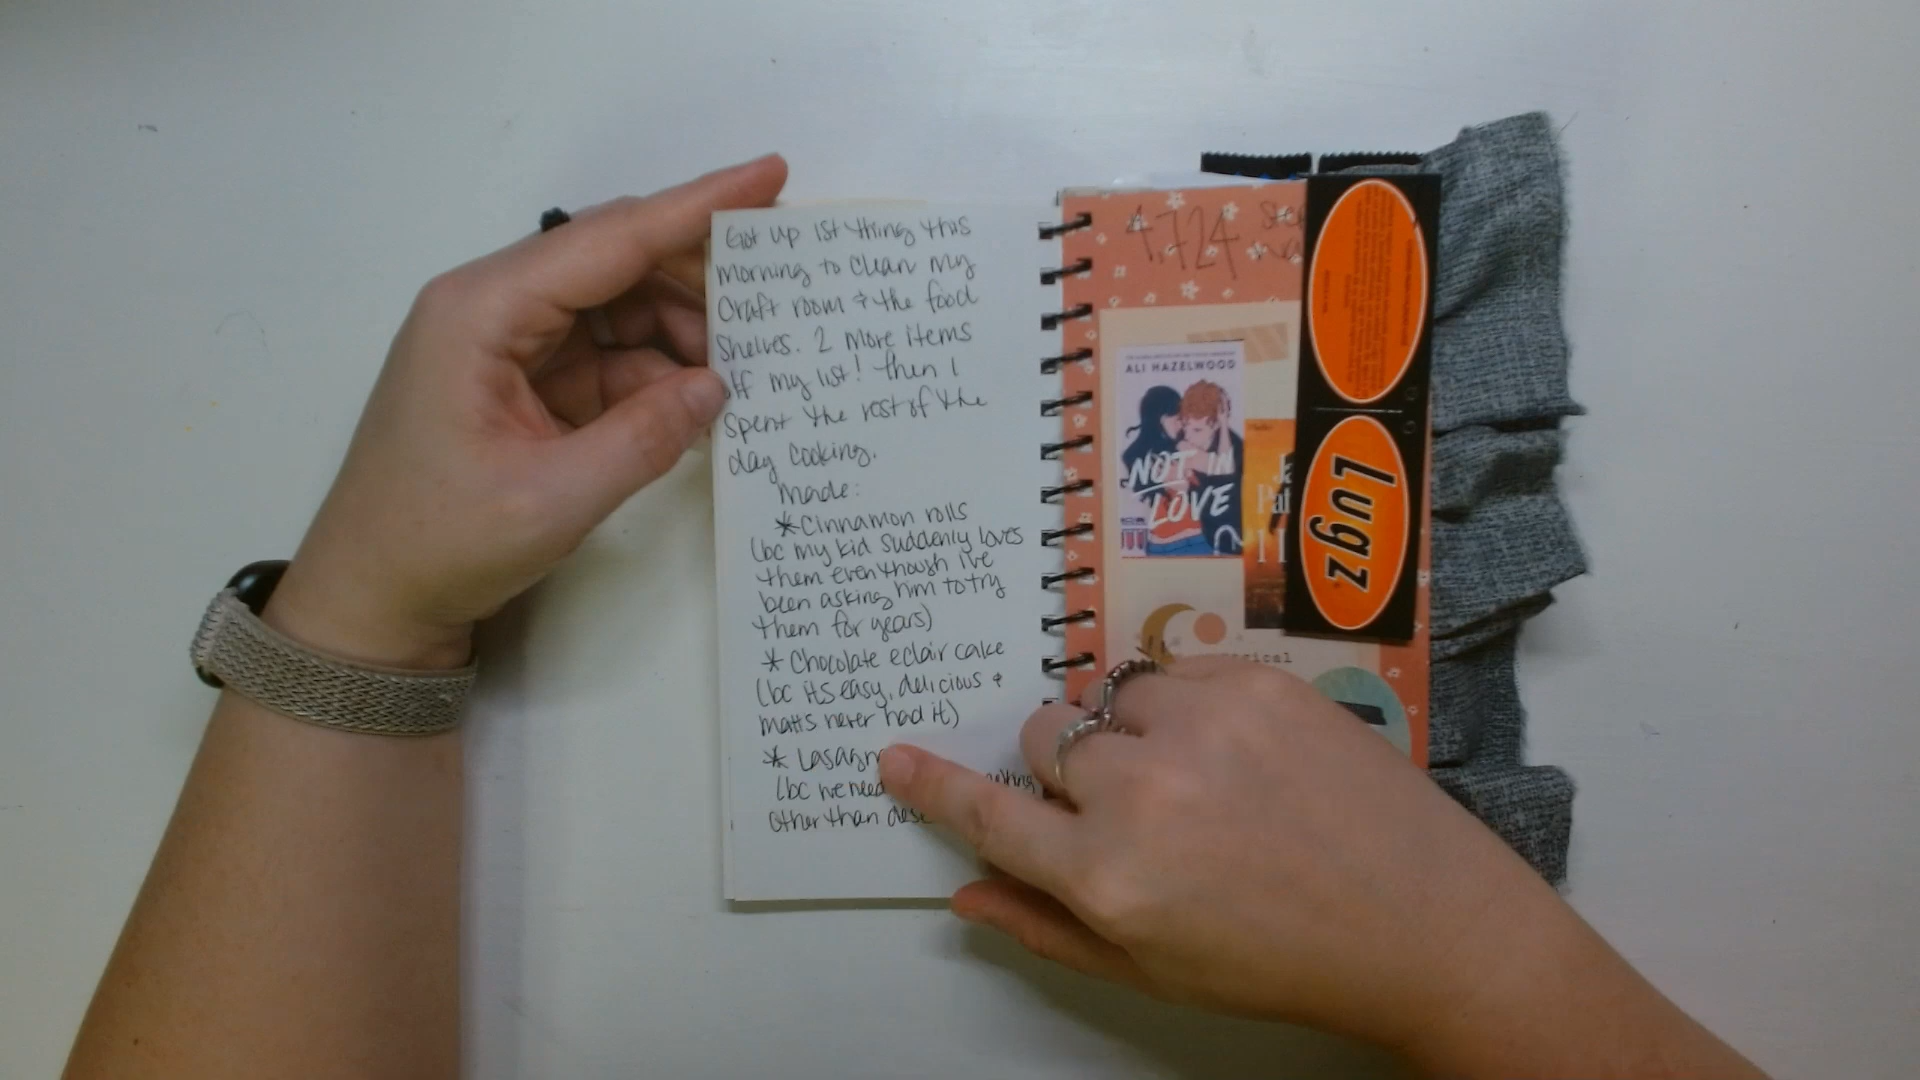 Got up 1st thing this
morning to clean my
Craft room & the food
Shelves. 2 more items
off my list! Then I
Spent the rest of the
day cooking.
Made:
* Cinnamon rolls
(bc my kid suddenly loves
them even though i've
been asking him to try
them for years)
* Chocolate eclair cake
(bc its easy, delicious &
matts never had it)
* Lasagn
(bc we need
other than des
4,724
ALI HAZELWOOD
NOT IN
LOVE
Lugz